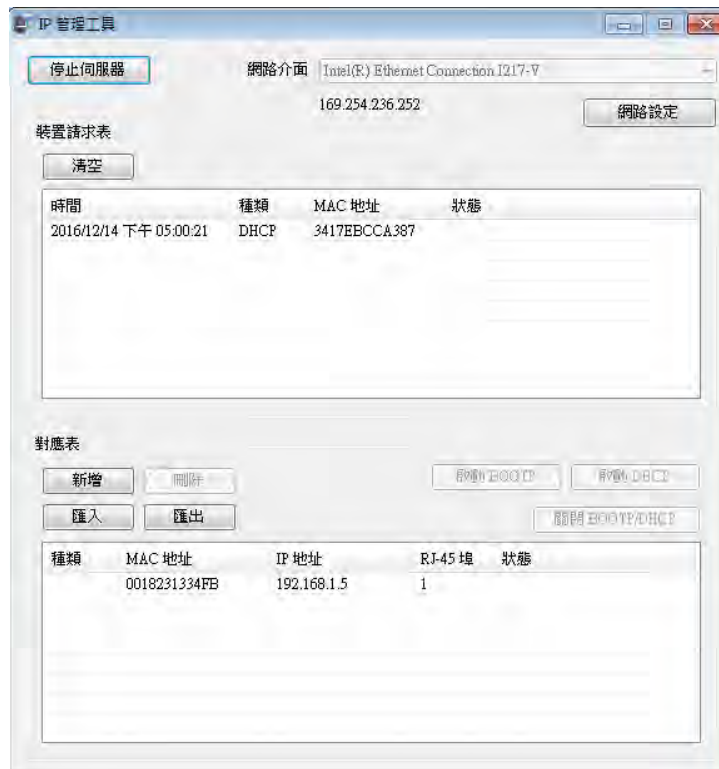 IP 管理工具
停止伺服器 網路介面 Intel(R) Ethernet Connection I217-V
169.254.236.252 網路設定
裝置請求表
清空
時間 種類 MAC 地址 狀態
2016/12/14 下午 05:00:21 DHCP 3417EBCCA387
對應表
新增 刪除 啟動 BOOTP 啟動 DHCP
匯入 匯出 關閉 BOOTP/DHCP
種類 MAC 地址 IP 地址 RJ-45 埠 狀態
0018231334FB 192.168.1.5 1